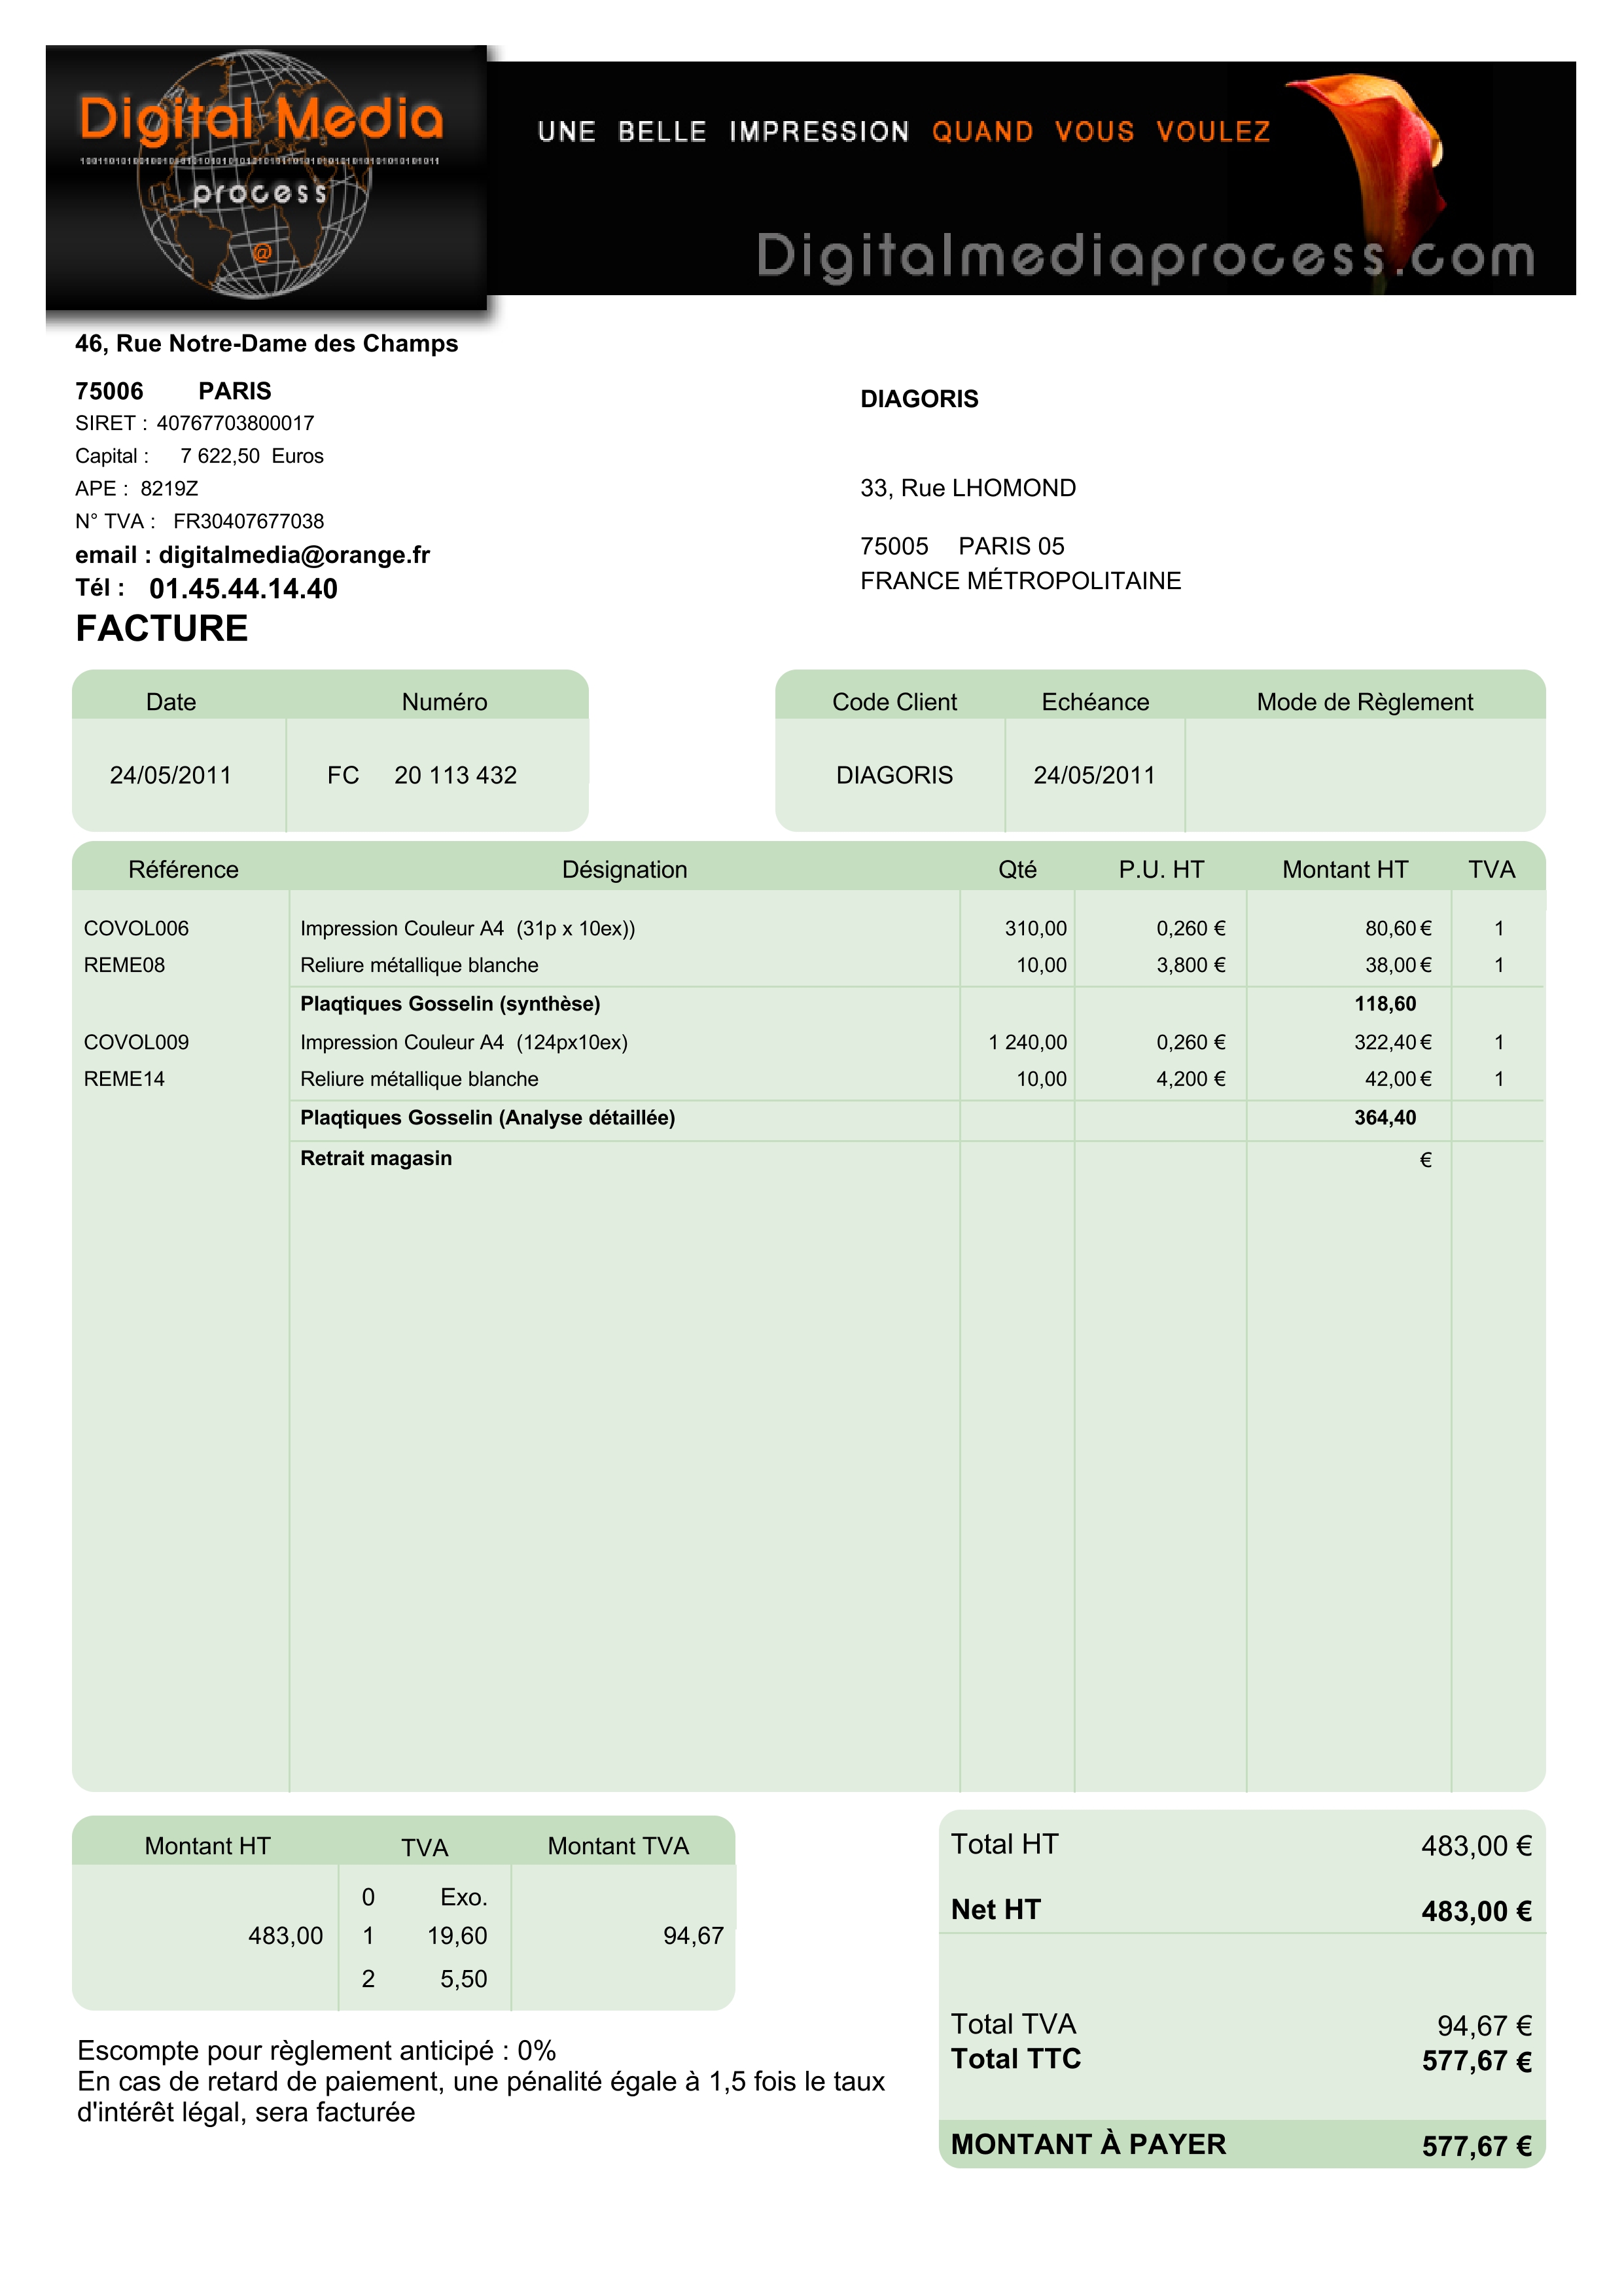 Digital Media
process
@
UNE BELLE IMPRESSION QUAND VOUS VOULEZ
Digitalmediaprocess.com
46, Rue Notre-Dame des Champs
75006 PARIS
SIRET : 40767703800017
Capital : 7 622,50 Euros
APE : 8219Z
N° TVA : FR30407677038
email : digitalmedia@orange.fr
Tél : 01.45.44.14.40
DIAGORIS
33, Rue LHOMOND
75005 PARIS 05
FRANCE MÉTROPOLITAINE
FACTURE
Date Numéro
24/05/2011 FC 20 113 432
Code Client Echéance Mode de Règlement
DIAGORIS 24/05/2011
Référence Désignation Qté P.U. HT Montant HT TVA
COVOL006 Impression Couleur A4 (31p x 10ex)) 310,00 0,260 € 80,60 € 1
REME08 Reliure métallique blanche 10,00 3,800 € 38,00 € 1
Plaqtiques Gosselin (synthèse) 118,60
COVOL009 Impression Couleur A4 (124px10ex) 1 240,00 0,260 € 322,40 € 1
REME14 Reliure métallique blanche 10,00 4,200 € 42,00 € 1
Plaqtiques Gosselin (Analyse détaillée) 364,40
Retrait magasin €
Montant HT TVA Montant TVA
0 Exo.
483,00 1 19,60 94,67
2 5,50
Escompte pour règlement anticipé : 0%
En cas de retard de paiement, une pénalité égale à 1,5 fois le taux
d'intérêt légal, sera facturée
Total HT 483,00 €
Net HT 483,00 €
Total TVA 94,67 €
Total TTC 577,67 €
MONTANT À PAYER 577,67 €